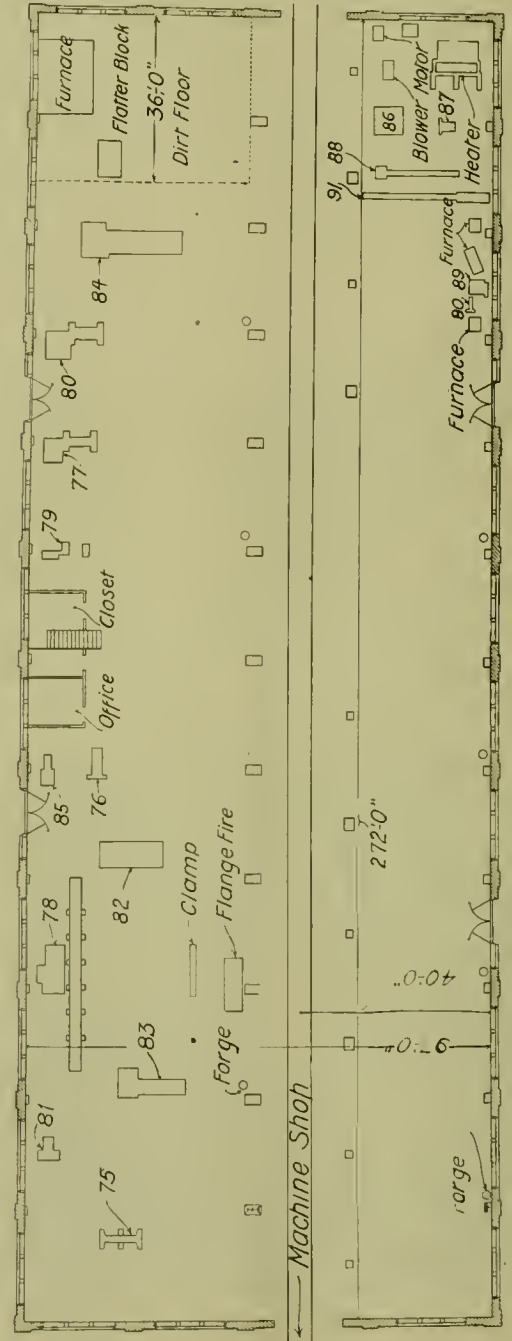 Furnace
Flatter Block
36'-0"
Dirt Floor
84
80
77
79
Closet
Office
85
76
82
78
Clamp
Flange Fire
83
Forge
81
75
Machine Shop
Motor
Blower
86
87
Heater
88
91
Furnace
89
80
Furnace
272'-0"
40'-0"
97'-0"
Forge